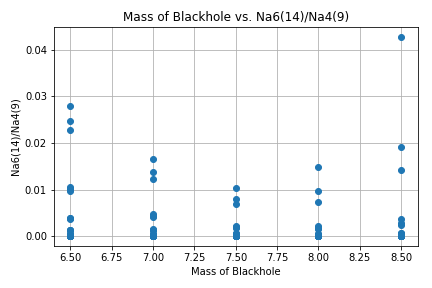 Mass of Blackhole vs. Na6(14)/Na4(9)
Na6(14)/Na4(9)
0.04
0.03
0.02
0.01
0.00
6.50 6.75 7.00 7.25 7.50 7.75 8.00 8.25 8.50
Mass of Blackhole